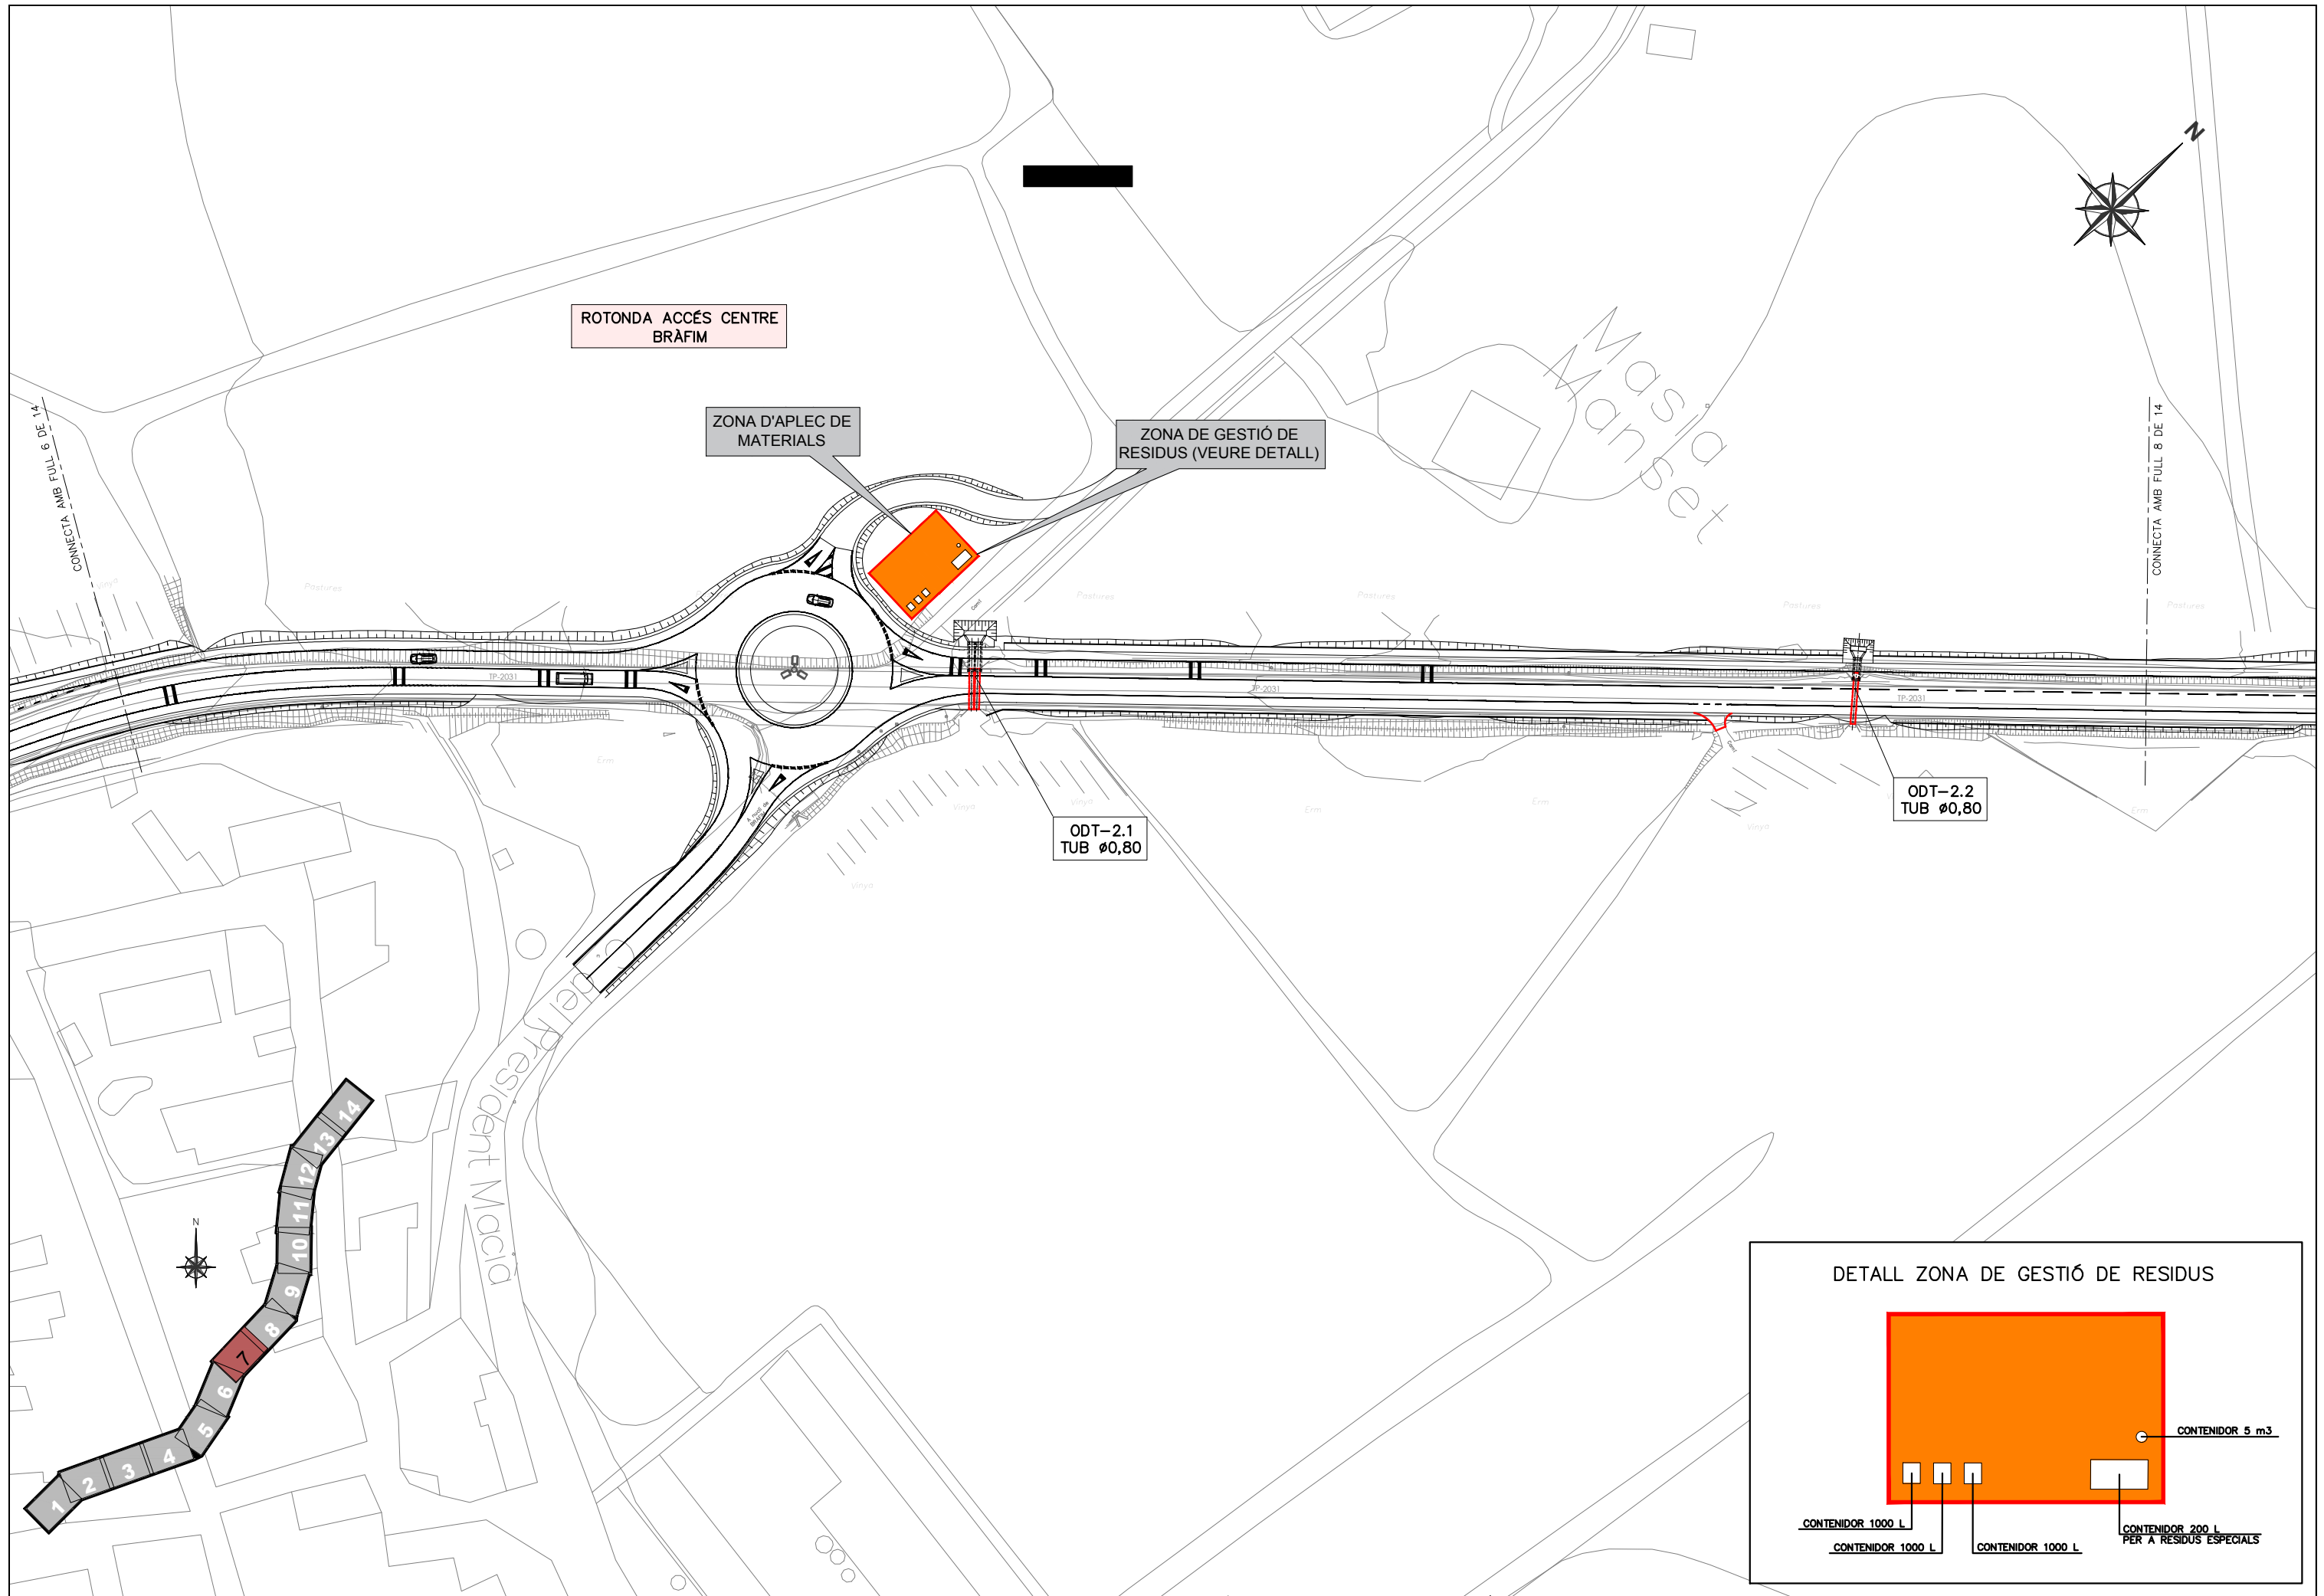 N
ROTONDA ACCÉS CENTRE
BRÀFIM
ZONA D'APLEC DE
MATERIALS
ZONA DE GESTIÓ DE
RESIDUS (VEURE DETALL)
Masia
Manset
CONNECTA AMB FULL 6 DE 14
CONNECTA AMB FULL 8 DE 14
Vinya
Pastures
Pastures
Pastures
Pastures
Pastures
Camí
TP-2031
TP-2031
TP-2031
Camí
Erm
Vinya
Vinya
Erm
Erm
Vinya
Erm
Vinya
ODT-2.1
TUB ø0,80
ODT-2.2
TUB ø0,80
del President Macià
N
14
13
12
11
10
9
8
7
6
5
4
3
2
1
DETALL ZONA DE GESTIÓ DE RESIDUS
CONTENIDOR 5 m3
CONTENIDOR 1000 L
CONTENIDOR 1000 L
CONTENIDOR 1000 L
CONTENIDOR 200 L
PER A RESIDUS ESPECIALS